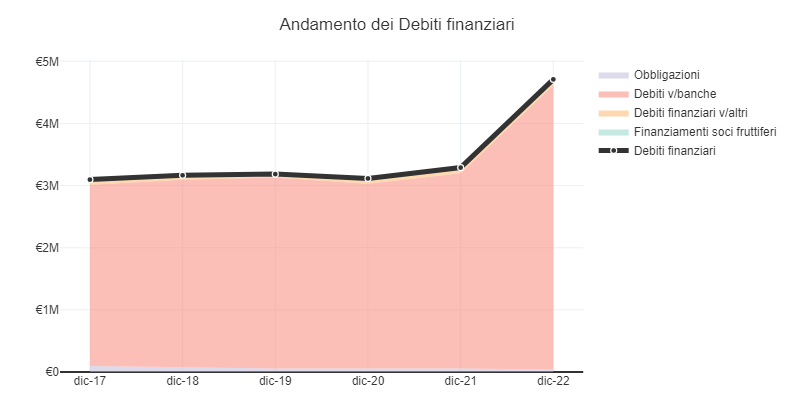 Andamento dei Debiti finanziari
€5M
€4M
€3M
€2M
€1M
€0
dic-17
dic-18
dic-19
dic-20
dic-21
dic-22
Obbligazioni
Debiti v/banche
Debiti finanziari v/altri
Finanziamenti soci fruttiferi
Debiti finanziari